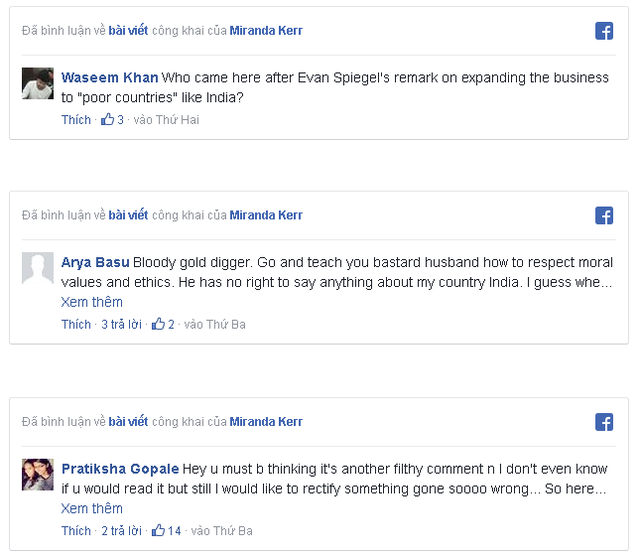 Đã bình luận về bài viết công khai của Miranda Kerr
Waseem Khan Who came here after Evan Spiegel's remark on expanding the business
to "poor countries" like India?
Thích · 3 · vào Thứ Hai
Đã bình luận về bài viết công khai của Miranda Kerr
Arya Basu Bloody gold digger. Go and teach you bastard husband how to respect moral
values and ethics. He has no right to say anything about my country India. I guess whe...
Xem thêm
Thích · 3 trả lời · 2 · vào Thứ Ba
Đã bình luận về bài viết công khai của Miranda Kerr
Pratiksha Gopale Hey u must b thinking it's another filthy comment n I don't even know
if u would read it but still I would like to rectify something gone soooo wrong... So here...
Xem thêm
Thích · 2 trả lời · 14 · vào Thứ Ba